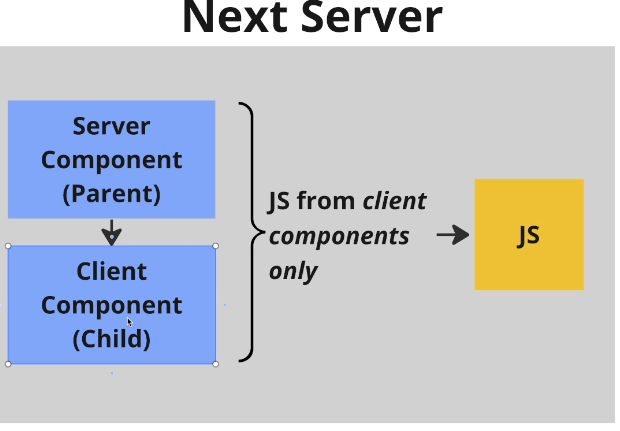 Next Server
Server
Component
(Parent)
Client
Component
(Child)
JS from client
components
only
JS